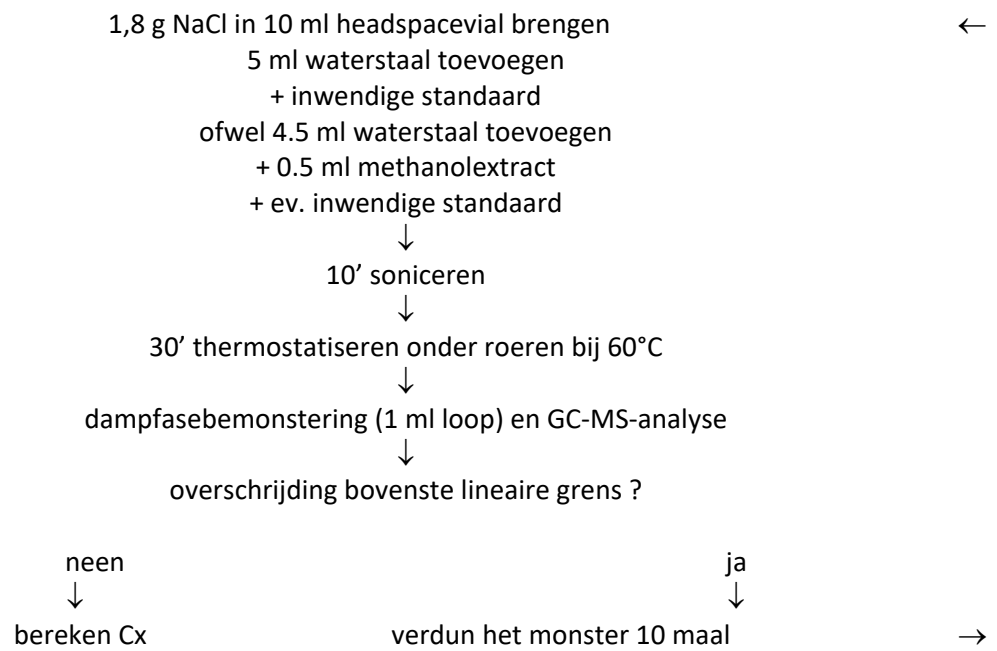 1,8 g NaCl in 10 ml headspacevial brengen ←
5 ml waterstaal toevoegen
+ inwendige standaard
ofwel 4.5 ml waterstaal toevoegen
+ 0.5 ml methanolextract
+ ev. inwendige standaard
↓
10’ soniceren
↓
30’ thermostatiseren onder roeren bij 60°C
↓
dampfasebemonstering (1 ml loop) en GC-MS-analyse
↓
overschrijding bovenste lineaire grens ?
neen ja
↓ ↓
bereken Cx verdun het monster 10 maal →